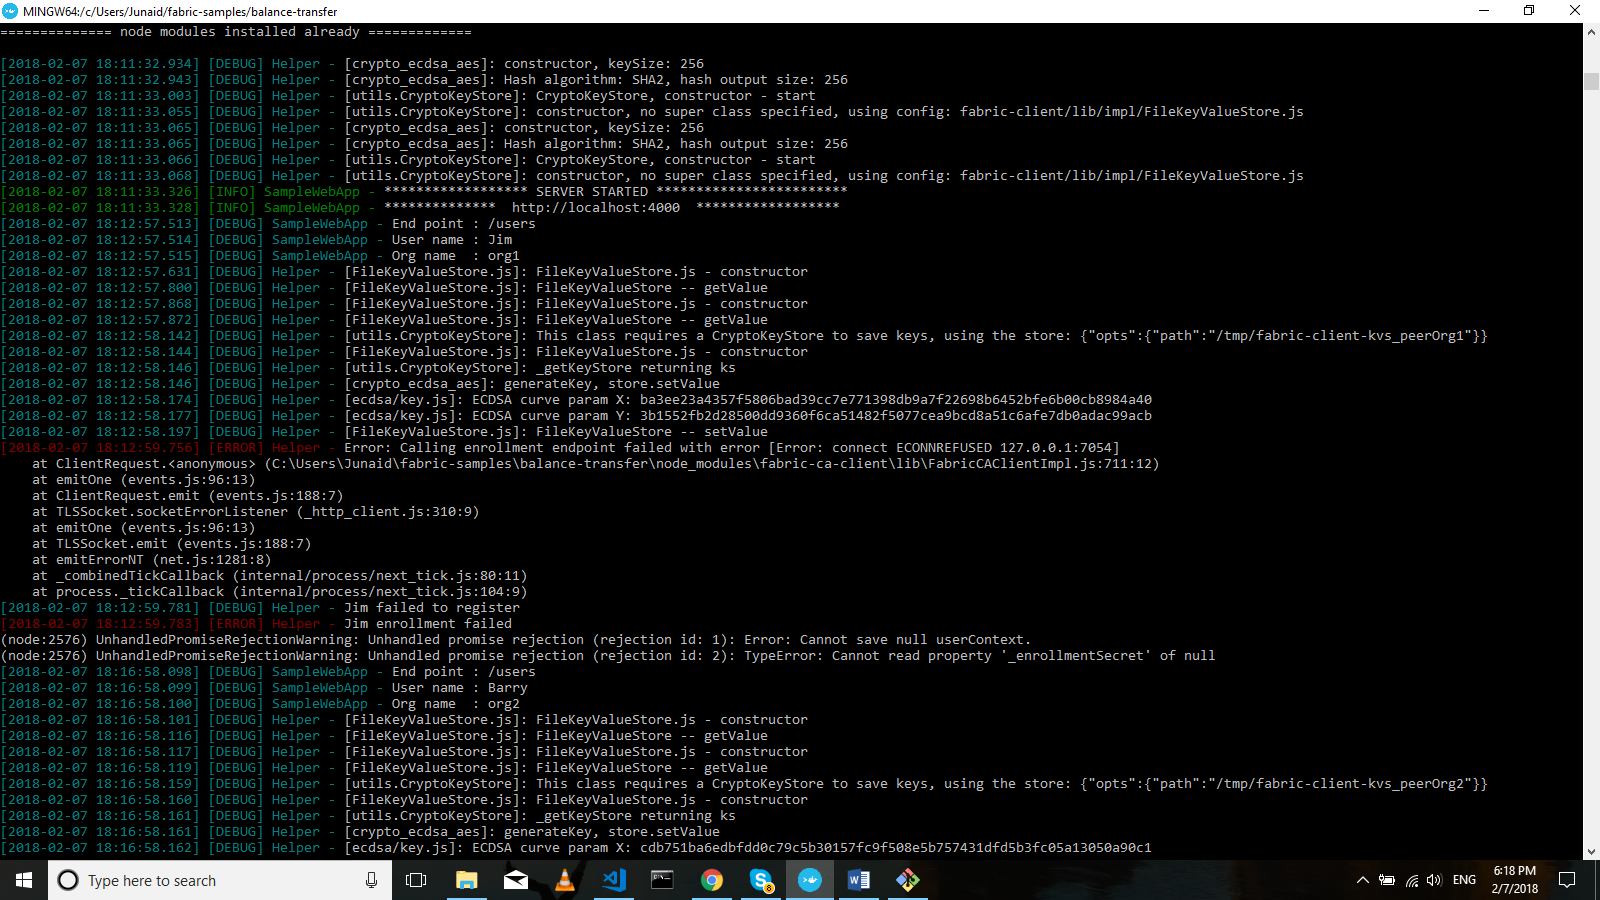 MINGW64:/c/Users/Junaid/fabric-samples/balance-transfer
============== node modules installed already =============
[2018-02-07 18:11:32.934] [DEBUG] Helper - [crypto_ecdsa_aes]: constructor, keySize: 256
[2018-02-07 18:11:32.943] [DEBUG] Helper - [crypto_ecdsa_aes]: Hash algorithm: SHA2, hash output size: 256
[2018-02-07 18:11:33.003] [DEBUG] Helper - [utils.CryptoKeyStore]: CryptoKeyStore, constructor - start
[2018-02-07 18:11:33.055] [DEBUG] Helper - [utils.CryptoKeyStore]: constructor, no super class specified, using config: fabric-client/lib/impl/FileKeyValueStore.js
[2018-02-07 18:11:33.065] [DEBUG] Helper - [crypto_ecdsa_aes]: constructor, keySize: 256
[2018-02-07 18:11:33.065] [DEBUG] Helper - [crypto_ecdsa_aes]: Hash algorithm: SHA2, hash output size: 256
[2018-02-07 18:11:33.066] [DEBUG] Helper - [utils.CryptoKeyStore]: CryptoKeyStore, constructor - start
[2018-02-07 18:11:33.068] [DEBUG] Helper - [utils.CryptoKeyStore]: constructor, no super class specified, using config: fabric-client/lib/impl/FileKeyValueStore.js
[2018-02-07 18:11:33.326] [INFO] SampleWebApp - ****************** SERVER STARTED ************************
[2018-02-07 18:11:33.328] [INFO] SampleWebApp - **************  http://localhost:4000  ******************
[2018-02-07 18:12:57.513] [DEBUG] SampleWebApp - End point : /users
[2018-02-07 18:12:57.514] [DEBUG] SampleWebApp - User name : Jim
[2018-02-07 18:12:57.515] [DEBUG] SampleWebApp - Org name  : org1
[2018-02-07 18:12:57.631] [DEBUG] Helper - [FileKeyValueStore.js]: FileKeyValueStore.js - constructor
[2018-02-07 18:12:57.800] [DEBUG] Helper - [FileKeyValueStore.js]: FileKeyValueStore -- getValue
[2018-02-07 18:12:57.868] [DEBUG] Helper - [FileKeyValueStore.js]: FileKeyValueStore.js - constructor
[2018-02-07 18:12:57.872] [DEBUG] Helper - [FileKeyValueStore.js]: FileKeyValueStore -- getValue
[2018-02-07 18:12:58.142] [DEBUG] Helper - [utils.CryptoKeyStore]: This class requires a CryptoKeyStore to save keys, using the store: {"opts":{"path":"/tmp/fabric-client-kvs_peerOrg1"}}
[2018-02-07 18:12:58.144] [DEBUG] Helper - [FileKeyValueStore.js]: FileKeyValueStore.js - constructor
[2018-02-07 18:12:58.146] [DEBUG] Helper - [utils.CryptoKeyStore]: _getKeyStore returning ks
[2018-02-07 18:12:58.146] [DEBUG] Helper - [crypto_ecdsa_aes]: generateKey, store.setValue
[2018-02-07 18:12:58.174] [DEBUG] Helper - [ecdsa/key.js]: ECDSA curve param X: ba3ee23a4357f5806bad39cc7e771398db9a7f22698b6452bfe6b00cb8984a40
[2018-02-07 18:12:58.177] [DEBUG] Helper - [ecdsa/key.js]: ECDSA curve param Y: 3b1552fb2d28500dd9360f6ca51482f5077cea9bcd8a51c6afe7db0adac99acb
[2018-02-07 18:12:58.197] [DEBUG] Helper - [FileKeyValueStore.js]: FileKeyValueStore -- setValue
[2018-02-07 18:12:59.756] [ERROR] Helper - Error: Calling enrollment endpoint failed with error [Error: connect ECONNREFUSED 127.0.0.1:7054]
at ClientRequest.<anonymous> (C:\Users\Junaid\fabric-samples\balance-transfer\node_modules\fabric-ca-client\lib\FabricCAClientImpl.js:711:12)
at emitOne (events.js:96:13)
at ClientRequest.emit (events.js:188:7)
at TLSSocket.socketErrorListener (_http_client.js:310:9)
at emitOne (events.js:96:13)
at TLSSocket.emit (events.js:188:7)
at emitErrorNT (net.js:1281:8)
at _combinedTickCallback (internal/process/next_tick.js:80:11)
at process._tickCallback (internal/process/next_tick.js:104:9)
[2018-02-07 18:12:59.781] [DEBUG] Helper - Jim failed to register
[2018-02-07 18:12:59.783] [ERROR] Helper - Jim enrollment failed
(node:2576) UnhandledPromiseRejectionWarning: Unhandled promise rejection (rejection id: 1): Error: Cannot save null userContext.
(node:2576) UnhandledPromiseRejectionWarning: Unhandled promise rejection (rejection id: 2): TypeError: Cannot read property '_enrollmentSecret' of null
[2018-02-07 18:16:58.098] [DEBUG] SampleWebApp - End point : /users
[2018-02-07 18:16:58.099] [DEBUG] SampleWebApp - User name : Barry
[2018-02-07 18:16:58.100] [DEBUG] SampleWebApp - Org name  : org2
[2018-02-07 18:16:58.101] [DEBUG] Helper - [FileKeyValueStore.js]: FileKeyValueStore.js - constructor
[2018-02-07 18:16:58.116] [DEBUG] Helper - [FileKeyValueStore.js]: FileKeyValueStore -- getValue
[2018-02-07 18:16:58.117] [DEBUG] Helper - [FileKeyValueStore.js]: FileKeyValueStore.js - constructor
[2018-02-07 18:16:58.119] [DEBUG] Helper - [FileKeyValueStore.js]: FileKeyValueStore -- getValue
[2018-02-07 18:16:58.159] [DEBUG] Helper - [utils.CryptoKeyStore]: This class requires a CryptoKeyStore to save keys, using the store: {"opts":{"path":"/tmp/fabric-client-kvs_peerOrg2"}}
[2018-02-07 18:16:58.160] [DEBUG] Helper - [FileKeyValueStore.js]: FileKeyValueStore.js - constructor
[2018-02-07 18:16:58.161] [DEBUG] Helper - [utils.CryptoKeyStore]: _getKeyStore returning ks
[2018-02-07 18:16:58.161] [DEBUG] Helper - [crypto_ecdsa_aes]: generateKey, store.setValue
[2018-02-07 18:16:58.162] [DEBUG] Helper - [ecdsa/key.js]: ECDSA curve param X: cdb751ba6edbfdd0c79c5b30157fc9f508e5b757431dfd5b3fc05a13050a90c1
Type here to search
ENG
6:18 PM
2/7/2018